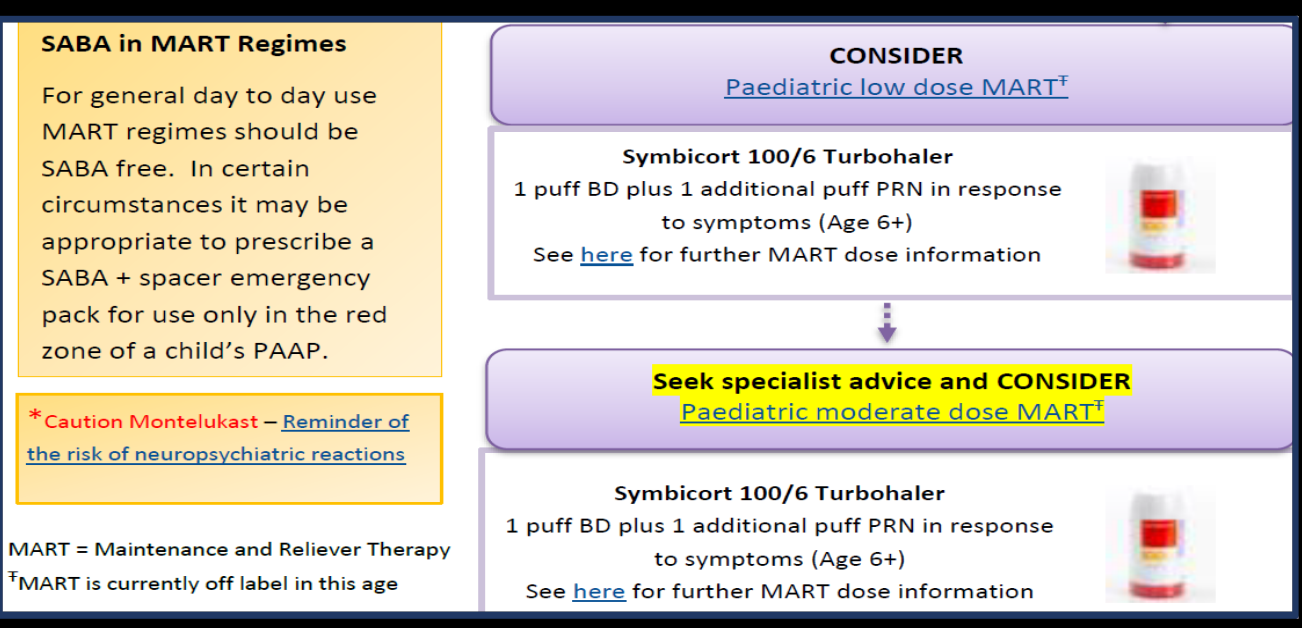 SABA in MART Regimes
For general day to day use
MART regimes should be
SABA free. In certain
circumstances it may be
appropriate to prescribe a
SABA + spacer emergency
pack for use only in the red
zone of a child’s PAAP.
*Caution Montelukast – Reminder of
the risk of neuropsychiatric reactions
MART = Maintenance and Reliever Therapy
ŦMART is currently off label in this age
CONSIDER
Paediatric low dose MARTŦ
Symbicort 100/6 Turbohaler
1 puff BD plus 1 additional puff PRN in response
to symptoms (Age 6+)
See here for further MART dose information
Seek specialist advice and CONSIDER
Paediatric moderate dose MARTŦ
Symbicort 100/6 Turbohaler
1 puff BD plus 1 additional puff PRN in response
to symptoms (Age 6+)
See here for further MART dose information